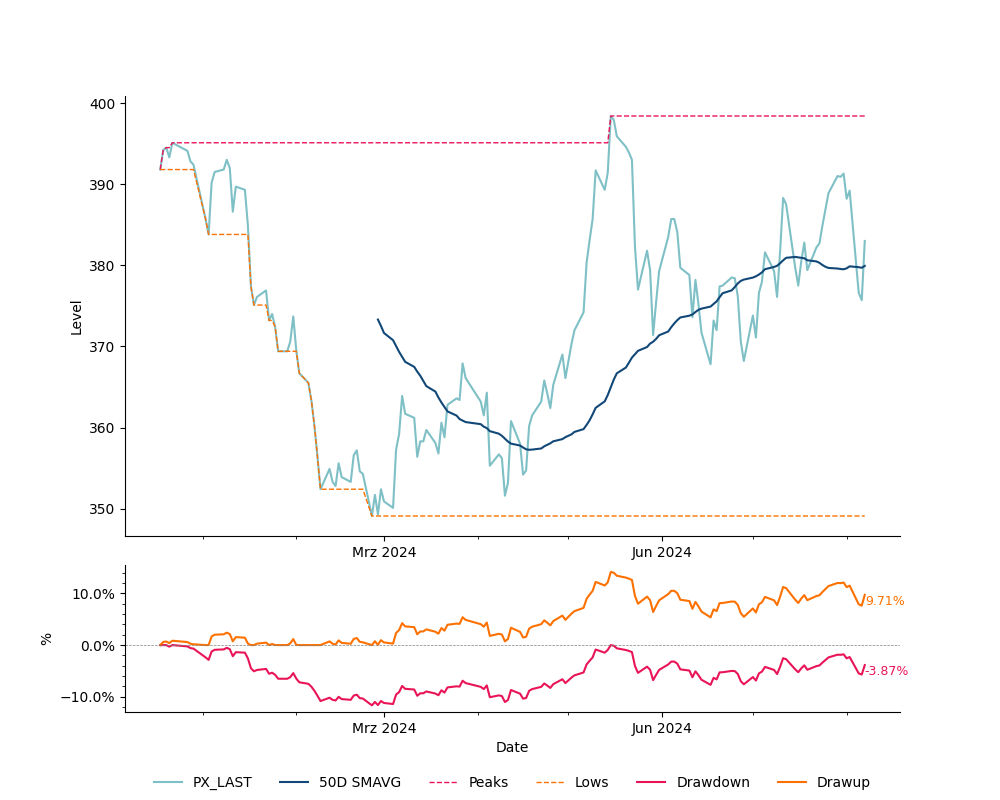 400
390
380
370
360
350
Level
Mrz 2024
Jun 2024
10.0%
0.0%
−10.0%
%
9.71%
-3.87%
Mrz 2024
Jun 2024
Date
PX_LAST
50D SMAVG
Peaks
Lows
Drawdown
Drawup